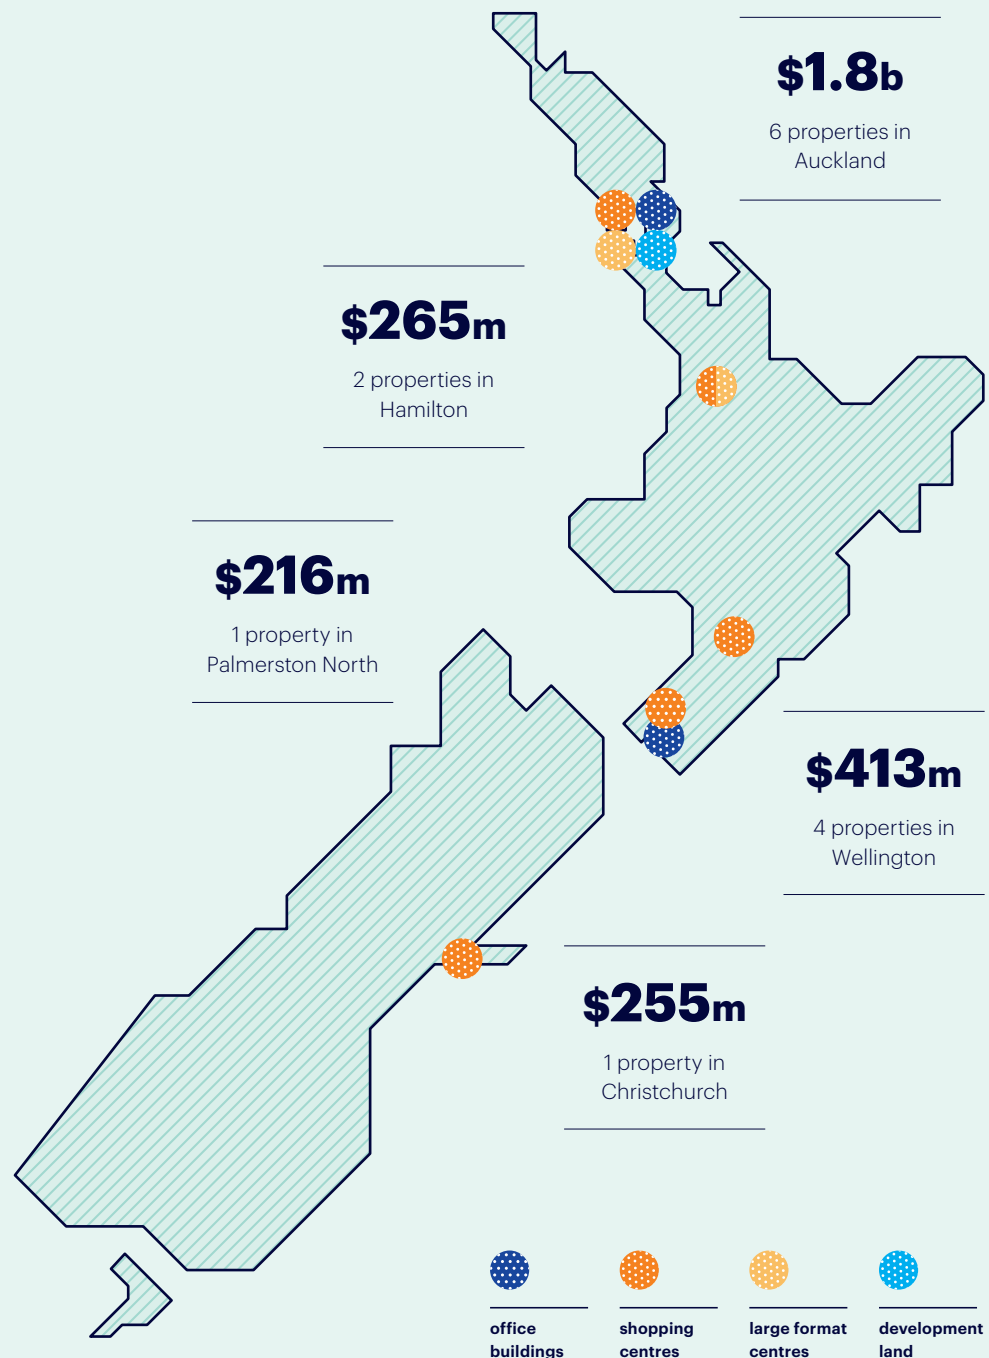 $1.8b
6 properties in
Auckland
$265m
2 properties in
Hamilton
$216m
1 property in
Palmerston North
$413m
4 properties in
Wellington
$255m
1 property in
Christchurch
office
buildings
shopping
centres
large format
centres
development
land